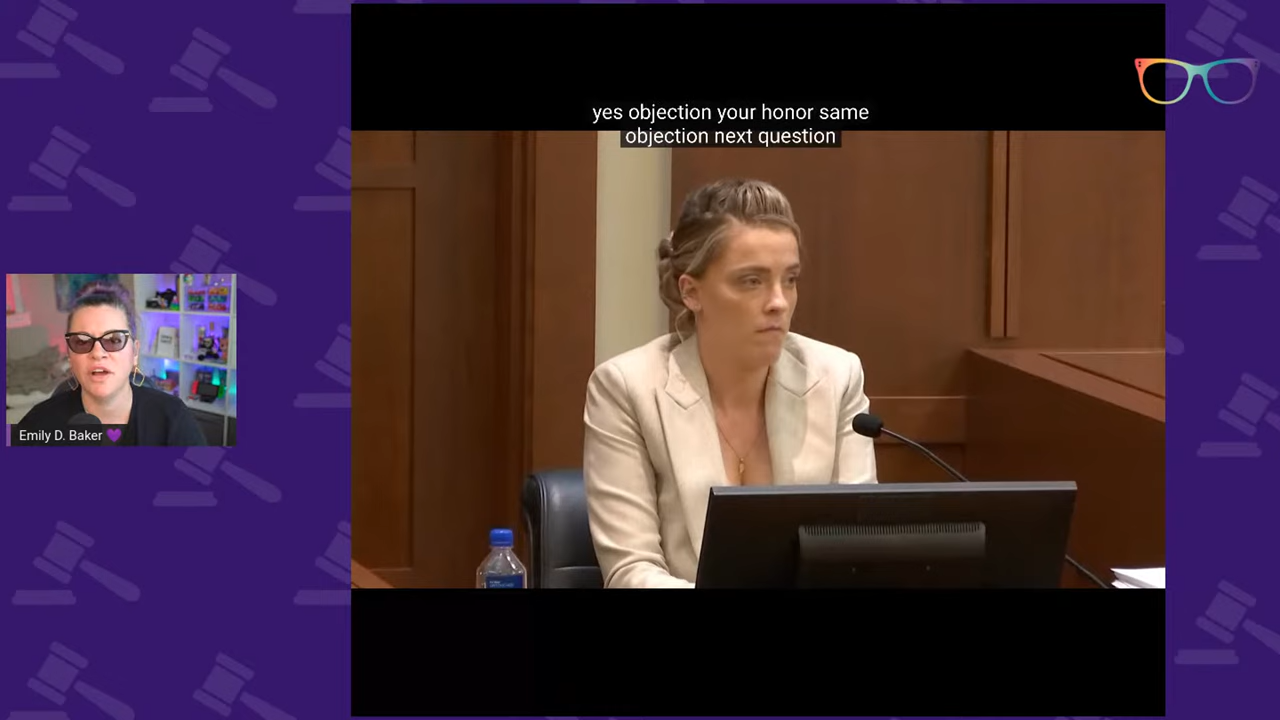 yes objection your honor same
objection next question
Emily D. Baker 💜